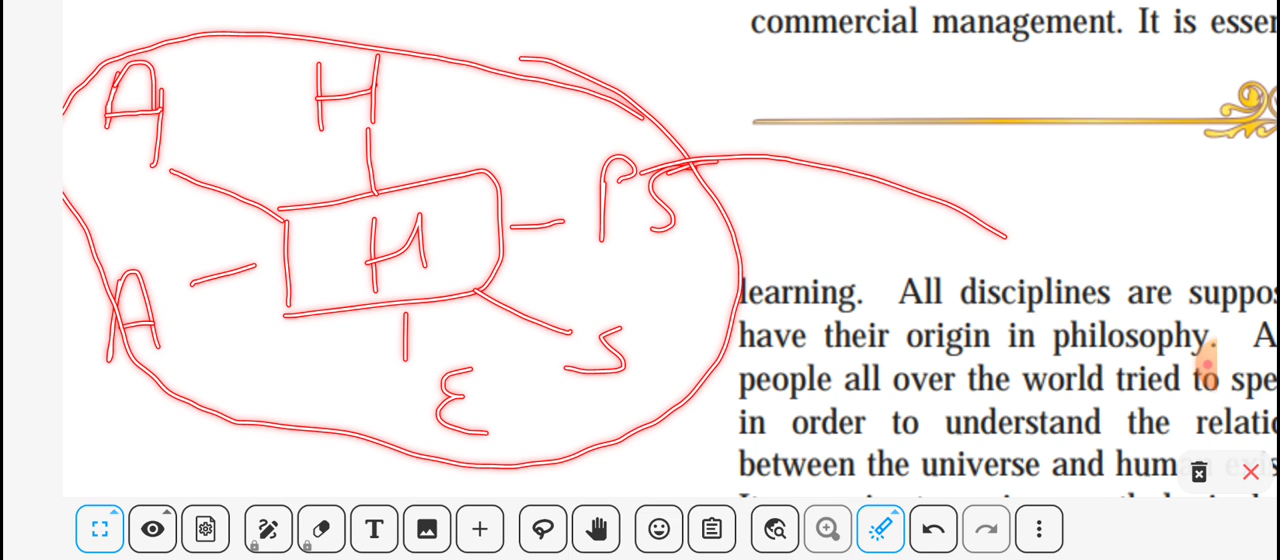 commercial management. It is esse
A H
H PS
A S
E
learning. All disciplines are suppo
have their origin in philosophy. A
people all over the world tried to spe
in order to understand the relati
between the universe and hum
T